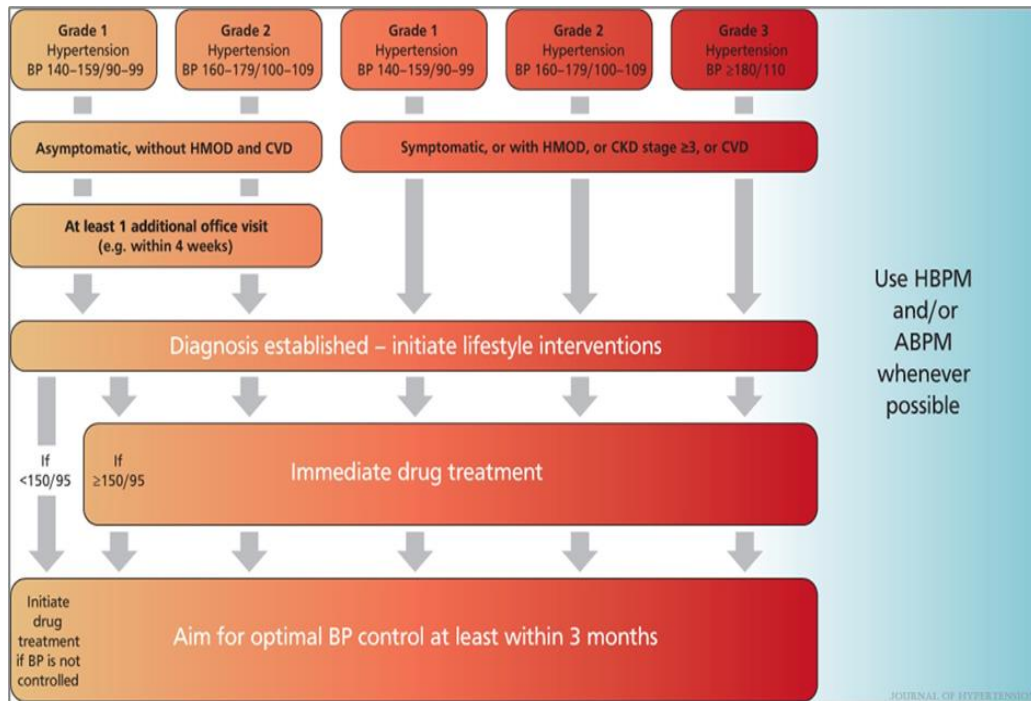 Grade 1
Hypertension
BP 140–159/90–99
Grade 2
Hypertension
BP 160–179/100–109
Grade 1
Hypertension
BP 140–159/90–99
Grade 2
Hypertension
BP 160–179/100–109
Grade 3
Hypertension
BP ≥180/110
Asymptomatic, without HMOD and CVD
Symptomatic, or with HMOD, or CKD stage ≥3, or CVD
At least 1 additional office visit
(e.g. within 4 weeks)
Diagnosis established – initiate lifestyle interventions
If
<150/95
If
≥150/95
Immediate drug treatment
Initiate
drug
treatment
if BP is not
controlled
Aim for optimal BP control at least within 3 months
Use HBPM
and/or
ABPM
whenever
possible
JOURNAL OF HYPERTENSION